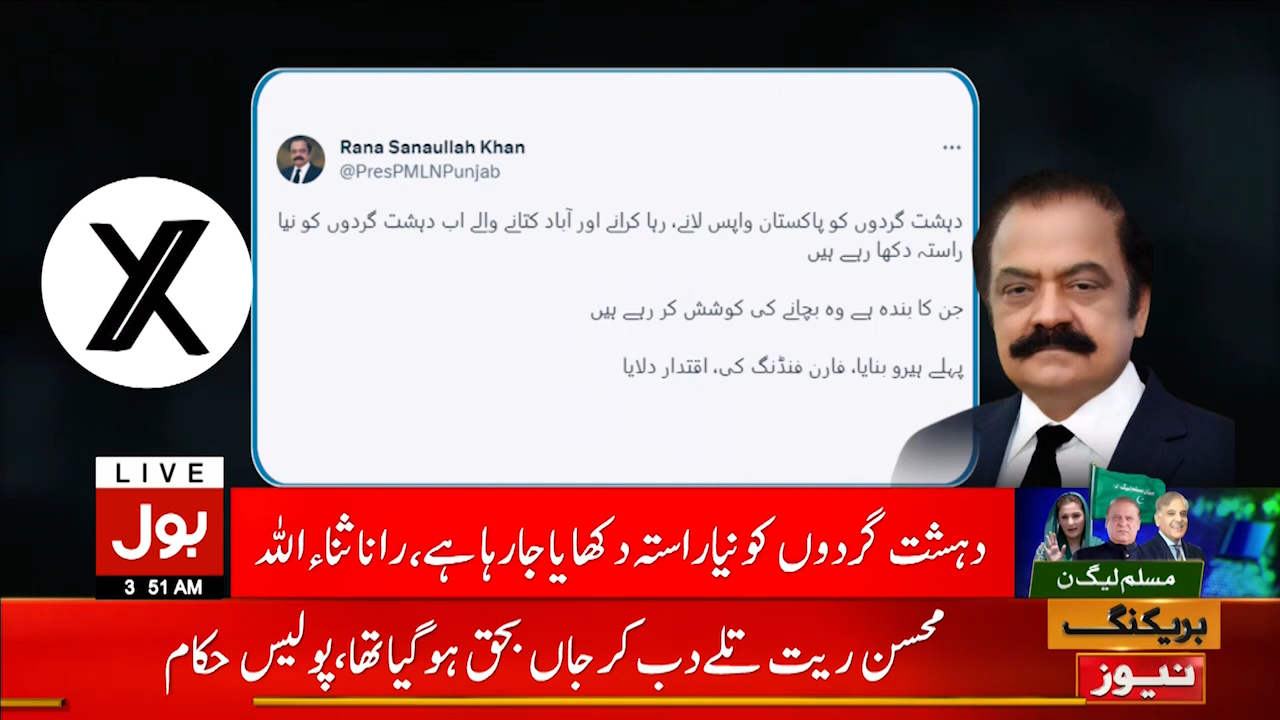 Rana Sanaullah Khan
@PresPMLNPunjab
دہشت گردوں کو پاکستان واپس لانے، رہا کرانے اور آباد کتانے والے اب دہشت گردوں کو نیا
راستہ دکھا رہے ہیں
جن کا بندہ ہے وہ بچانے کی کوشش کر رہے ہیں
پہلے ہیرو بنایا، فارن فنڈنگ کی، اقتدار دلایا
X
LIVE
بول
3 51 AM
دہشت گردوں کو نیا راستہ دکھایا جا رہا ہے، رانا ثناء اللہ
مسلم لیگ ن
بریکنگ
نیوز
محسن ریت تلے دب کر جاں بحق ہو گیا تھا، پولیس حکام